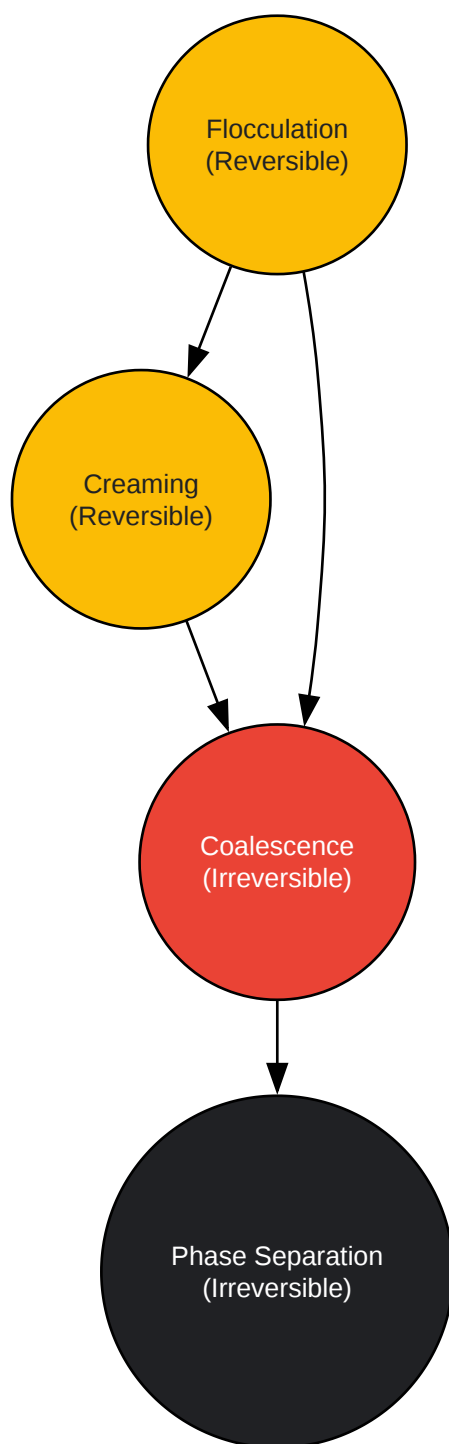 Flocculation
(Reversible)
Creaming
(Reversible)
Coalescence
(Irreversible)
Phase Separation
(Irreversible)